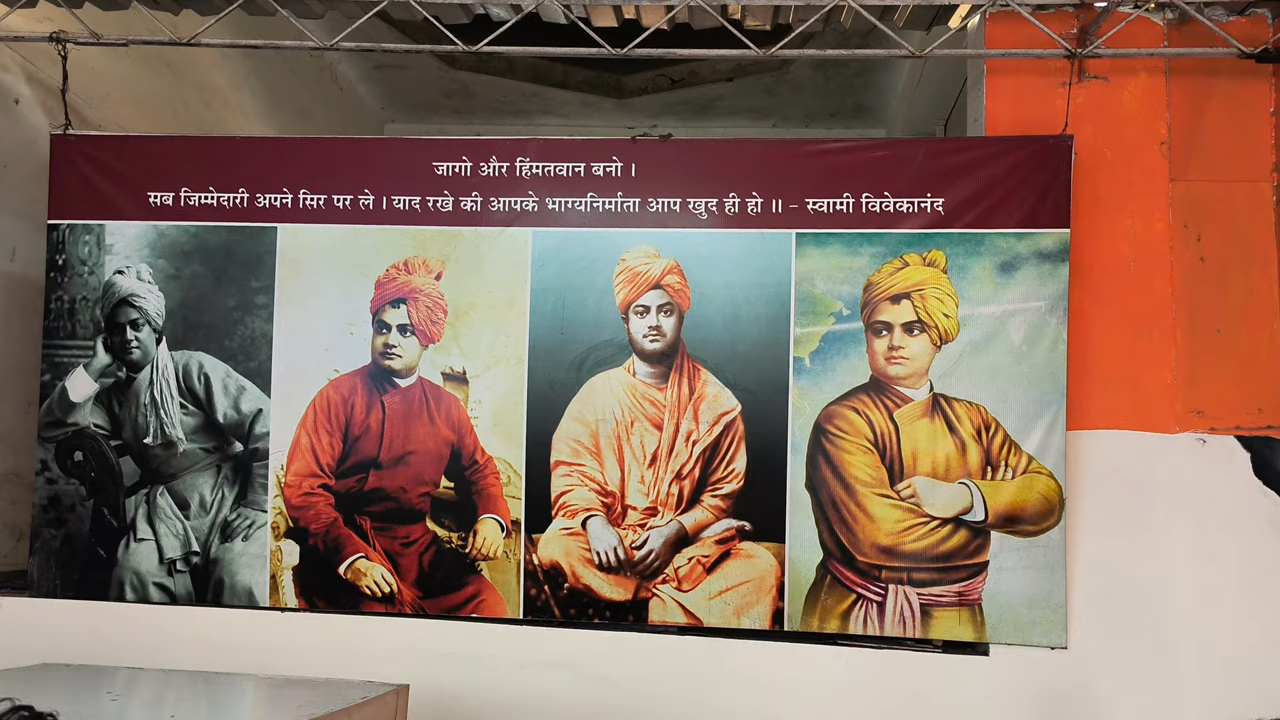 जागो और हिंमतवान बनो ।
सब जिम्मेदारी अपने सिर पर ले । याद रखे की आपके भाग्यनिर्माता आप खुद ही हो ॥ - स्वामी विवेकानंद